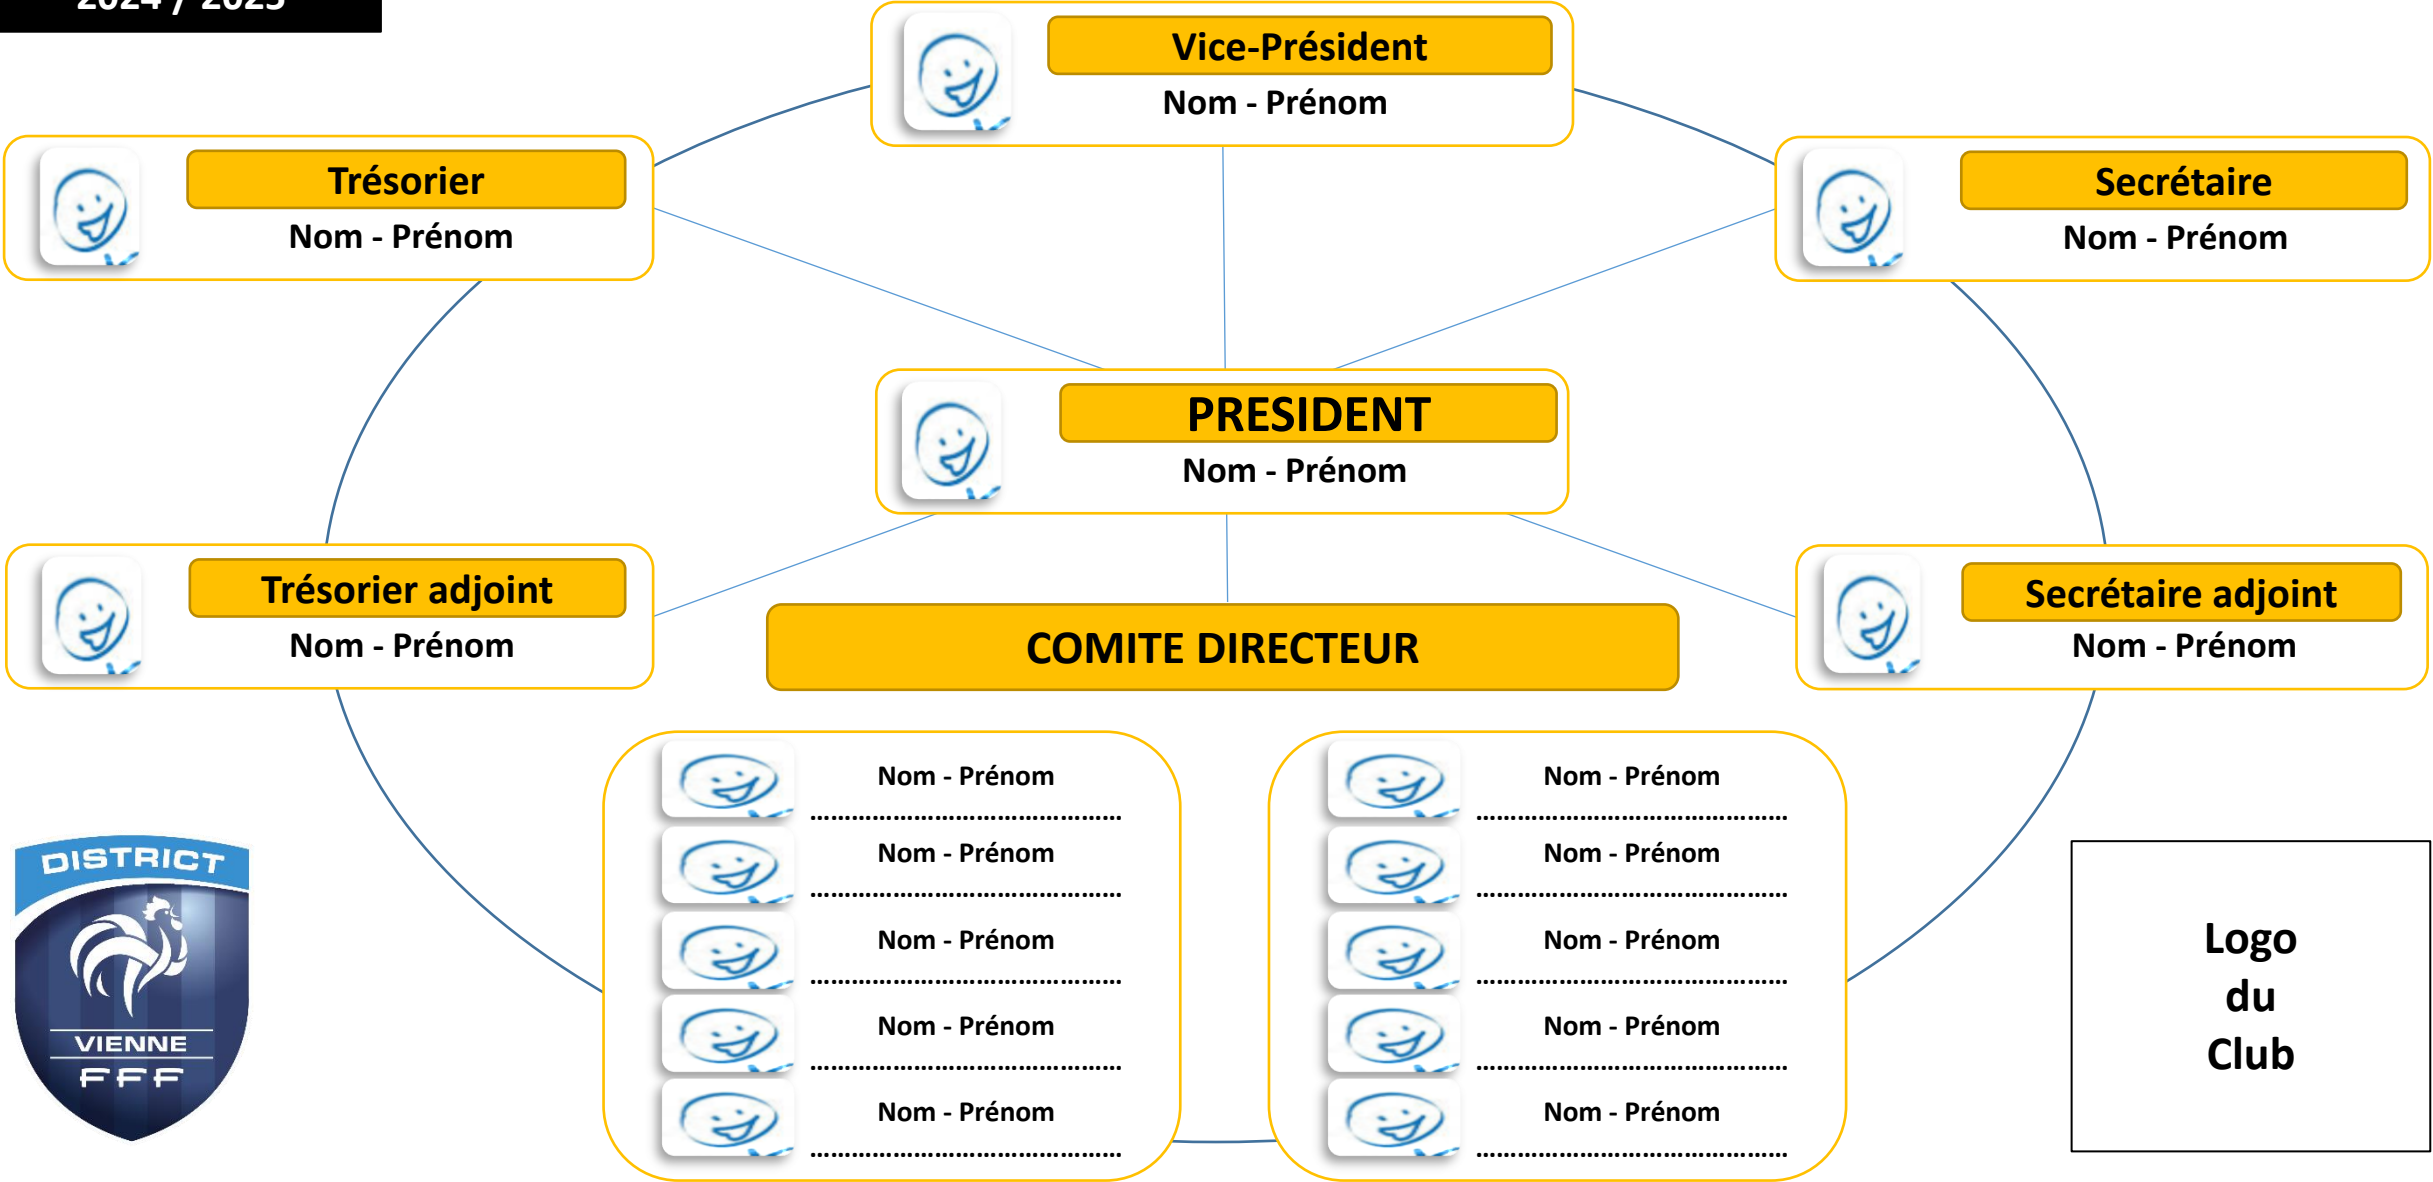 2024 / 2025
Vice-Président
Nom - Prénom
Trésorier
Nom - Prénom
Secrétaire
Nom - Prénom
PRESIDENT
Nom - Prénom
Trésorier adjoint
Nom - Prénom
Secrétaire adjoint
Nom - Prénom
COMITE DIRECTEUR
Nom - Prénom
................................................
Nom - Prénom
................................................
Nom - Prénom
................................................
Nom - Prénom
................................................
Nom - Prénom
................................................
Nom - Prénom
................................................
Nom - Prénom
................................................
Nom - Prénom
................................................
Nom - Prénom
................................................
Nom - Prénom
................................................
DISTRICT
VIENNE
FFF
Logo
du
Club